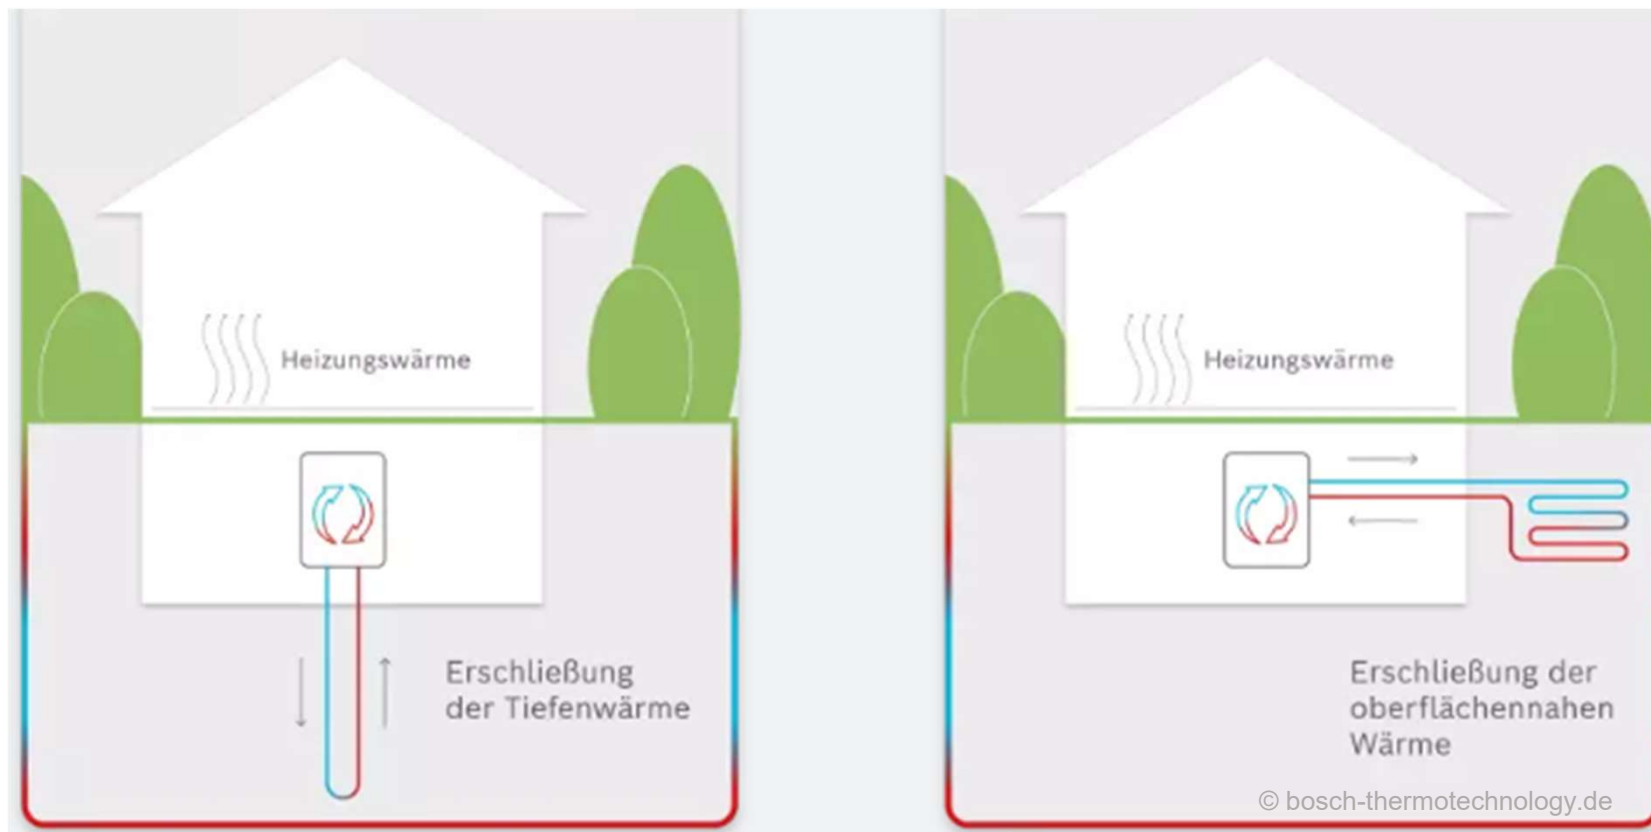 Heizungswärme
Erschließung
der Tiefenwärme
Heizungswärme
Erschließung der
oberflächennahen
Wärme
© bosch-thermotechnology.de